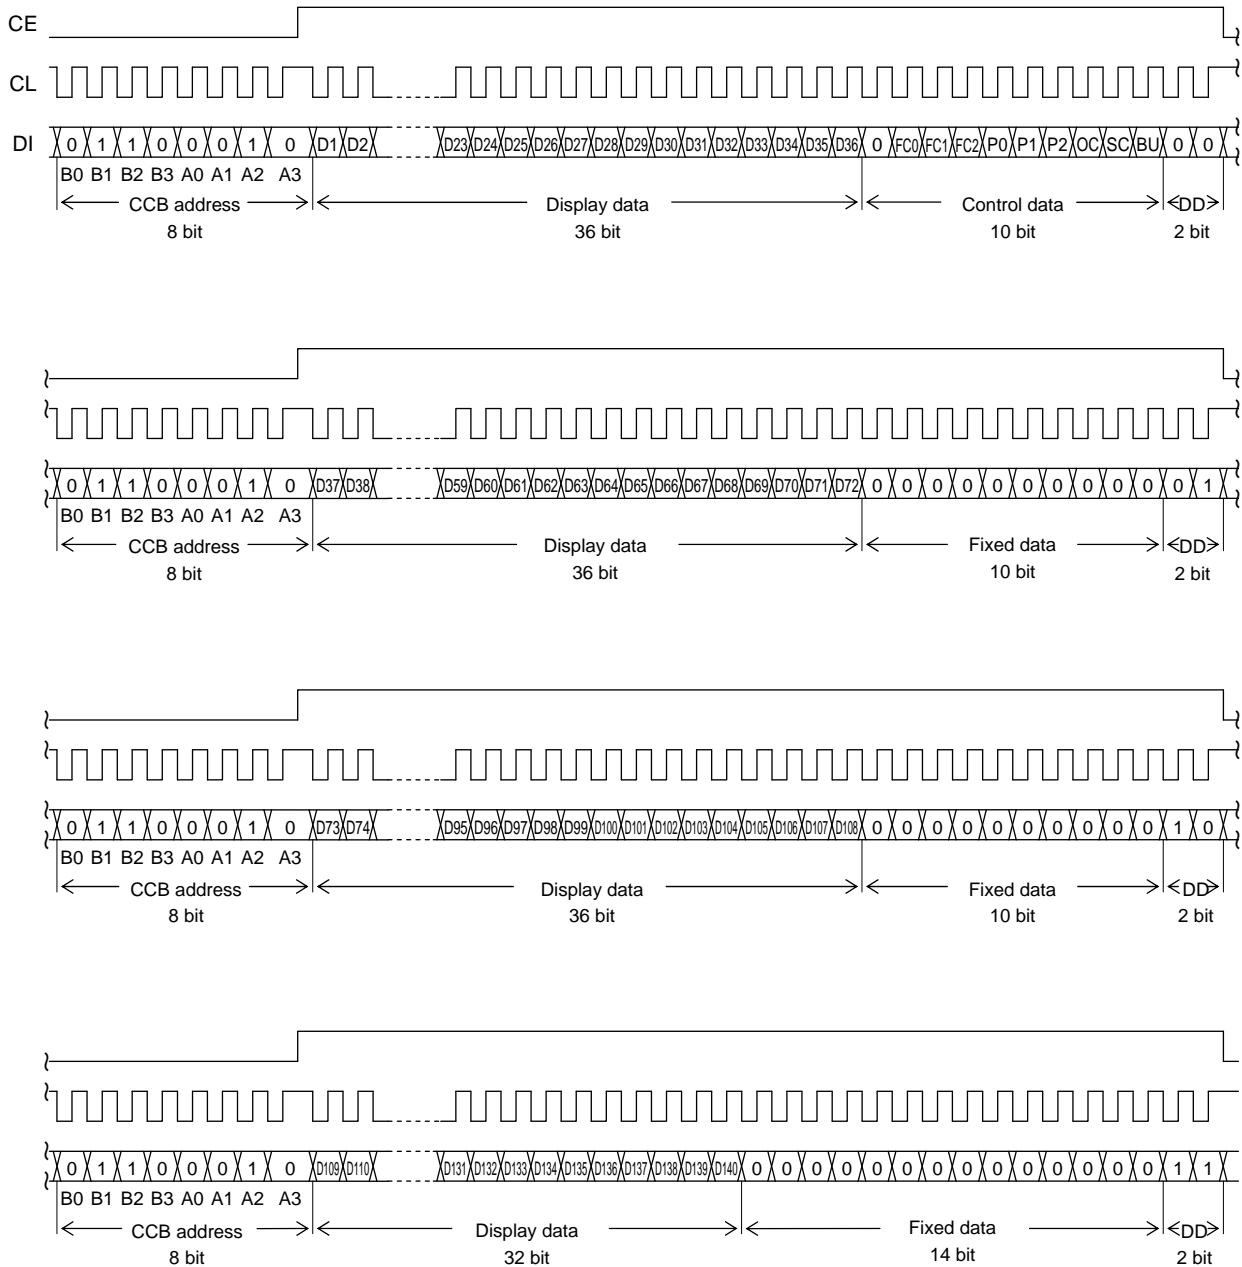 CE
CL
DI 0 1 1 0 0 0 1 0 D1 D2 D23 D24 D25 D26 D27 D28 D29 D30 D31 D32 D33 D34 D35 D36 0 FC0 FC1 FC2 P0 P1 P2 OC SC BU 0 0
B0 B1 B2 B3 A0 A1 A2 A3
CCB address Display data Control data DD
8 bit 36 bit 10 bit 2 bit
0 1 1 0 0 0 1 0 D37 D38 D59 D60 D61 D62 D63 D64 D65 D66 D67 D68 D69 D70 D71 D72 0 0 0 0 0 0 0 0 0 0 0 1
B0 B1 B2 B3 A0 A1 A2 A3
CCB address Display data Fixed data DD
8 bit 36 bit 10 bit 2 bit
0 1 1 0 0 0 1 0 D73 D74 D95 D96 D97 D98 D99 D100 D101 D102 D103 D104 D105 D106 D107 D108 0 0 0 0 0 0 0 0 0 0 1 0
B0 B1 B2 B3 A0 A1 A2 A3
CCB address Display data Fixed data DD
8 bit 36 bit 10 bit 2 bit
0 1 1 0 0 0 1 0 D109 D110 D131 D132 D133 D134 D135 D136 D137 D138 D139 D140 0 0 0 0 0 0 0 0 0 0 0 0 0 0 1 1
B0 B1 B2 B3 A0 A1 A2 A3
CCB address Display data Fixed data DD
8 bit 32 bit 14 bit 2 bit